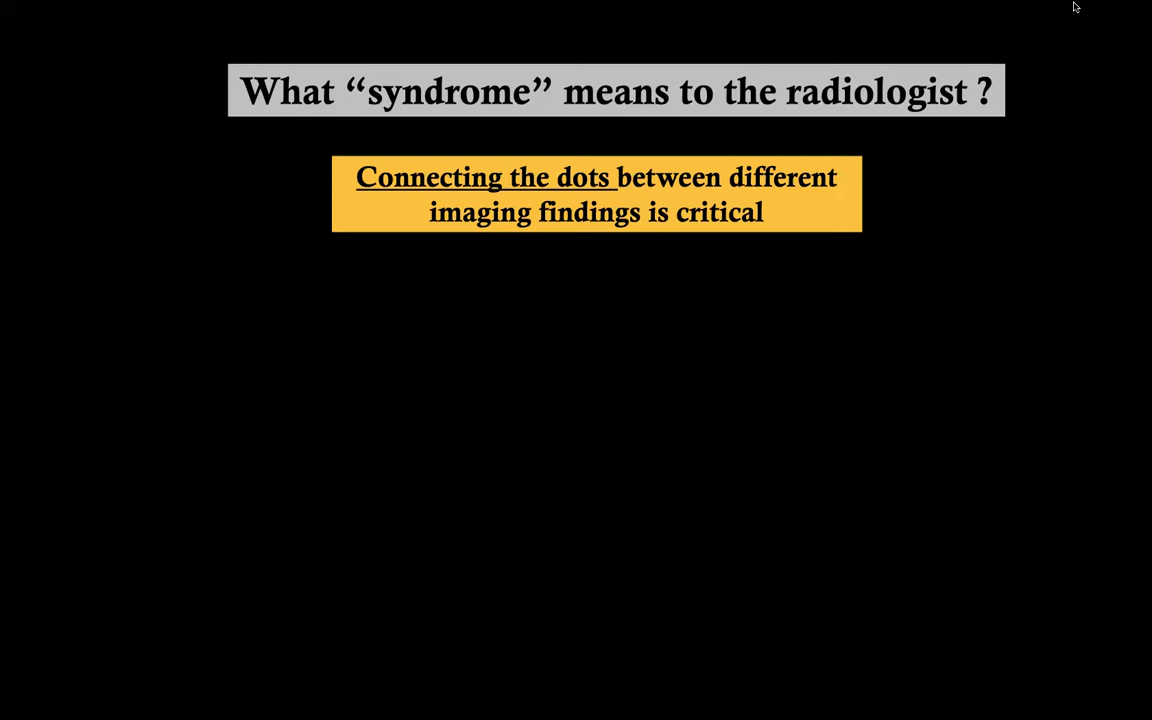 What “syndrome” means to the radiologist ?
Connecting the dots between different
imaging findings is critical